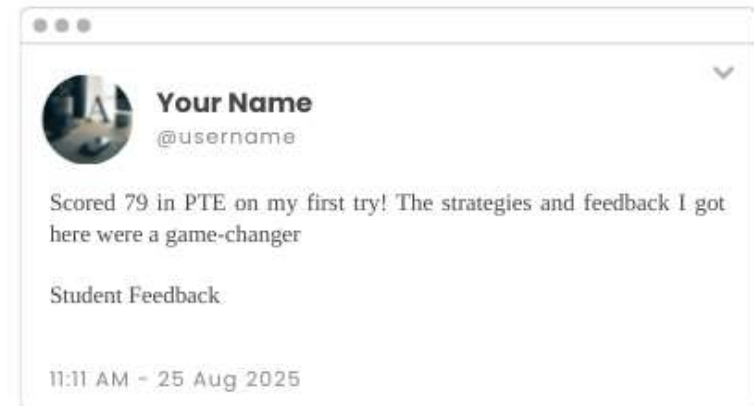 Your Name
@username
Scored 79 in PTE on my first try! The strategies and feedback I got
here were a game-changer
Student Feedback
11:11 AM - 25 Aug 2025